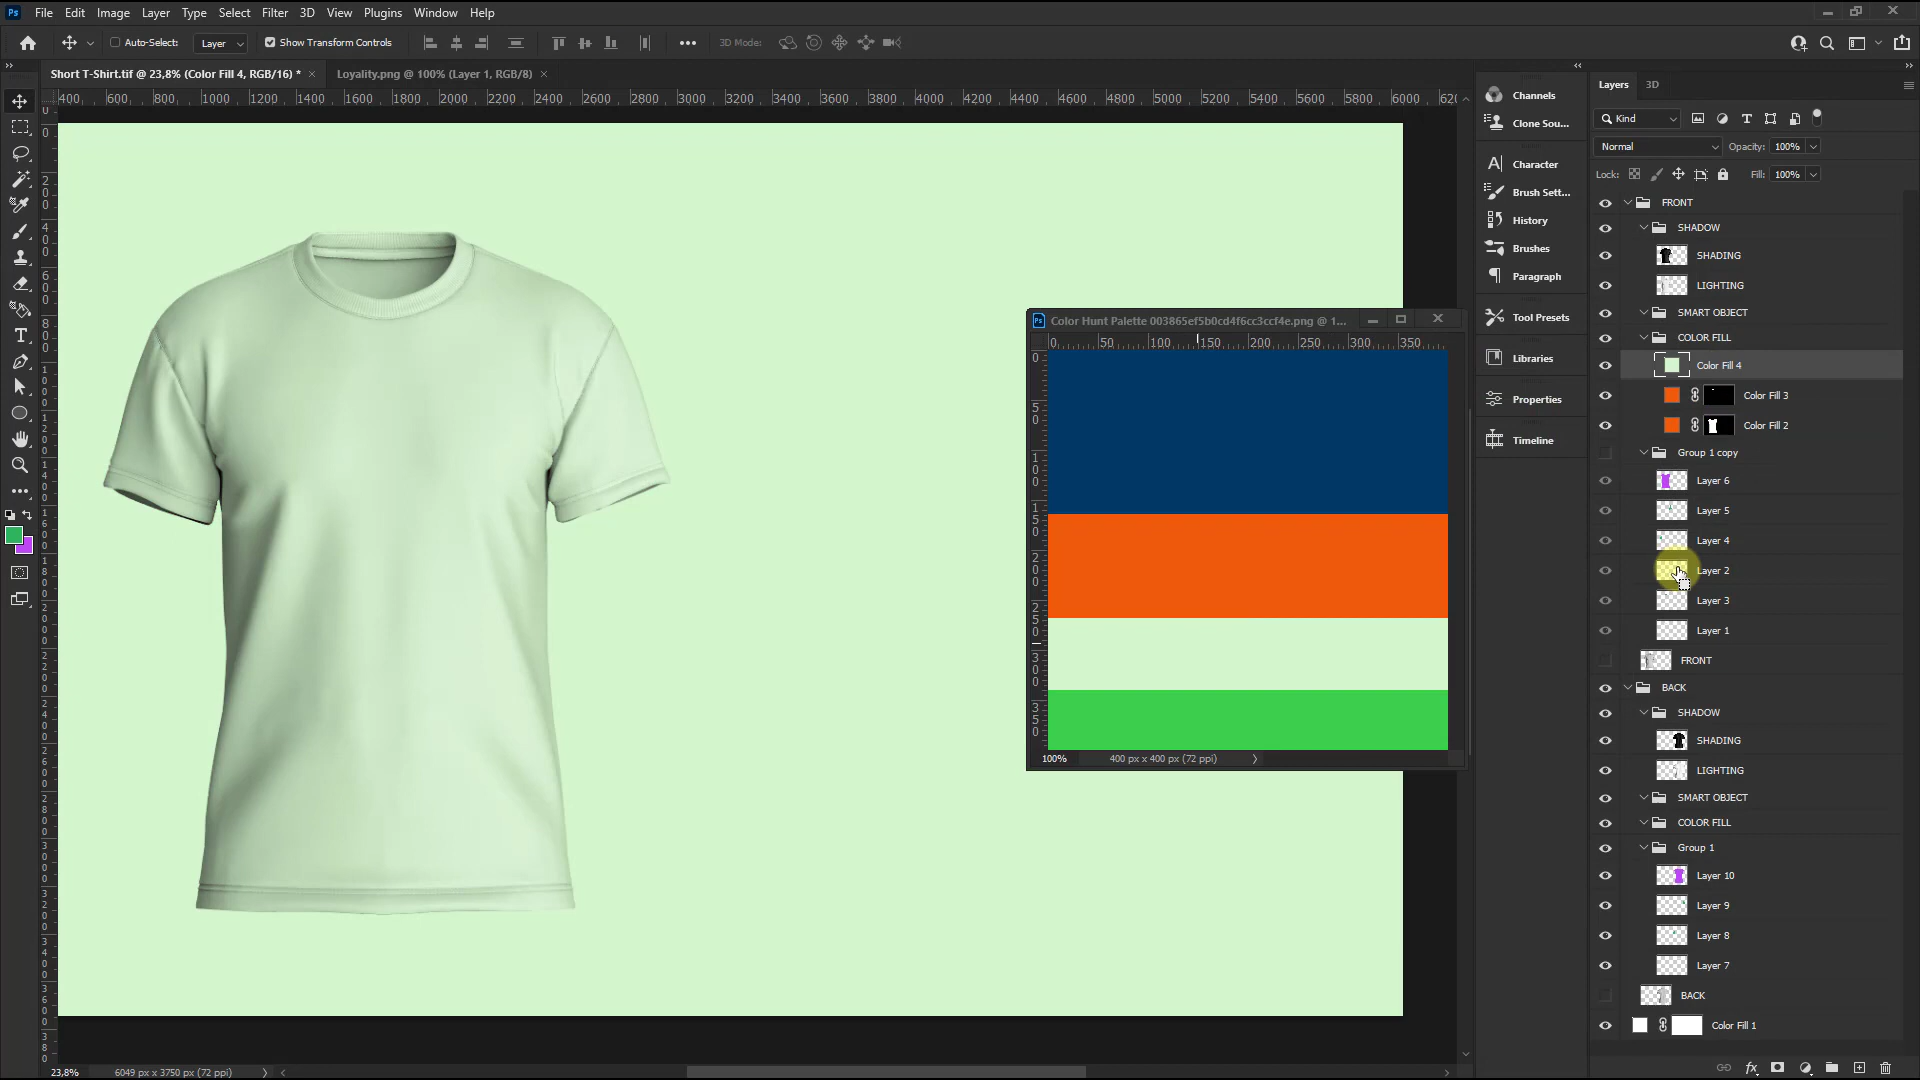 Ps File Edit Image Layer Type Select Filter 3D View Plugins Window Help
Auto-Select: Layer Show Transform Controls 3D Mode:
Short T-Shirt.tif @ 23,8% (Color Fill 4, RGB/16) * Loyality.png @ 100% (Layer 1, RGB/8)
400 600 800 1000 1200 1400 1600 1800 2000 2200 2400 2600 2800 3000 3200 3400 3600 3800 4000 4200 4400 4600 4800 5000 5200 5400 5600 5800 6000
Ps Color Hunt Palette 003865ef5b0cd4f6cc3ccf4e.png @ 1...
0 50 100 150 200 250 300 350
100% 400 px x 400 px (72 ppi)
Channels
Clone Sou...
Character
Brush Sett...
History
Brushes
Paragraph
Tool Presets
Libraries
Properties
Timeline
Layers 3D
Kind
Normal Opacity: 100%
Lock: Fill: 100%
FRONT
SHADOW
SHADING
LIGHTING
SMART OBJECT
COLOR FILL
Color Fill 4
Color Fill 3
Color Fill 2
Group 1 copy
Layer 6
Layer 5
Layer 4
Layer 2
Layer 3
Layer 1
FRONT
BACK
SHADOW
SHADING
LIGHTING
SMART OBJECT
COLOR FILL
Group 1
Layer 10
Layer 9
Layer 8
Layer 7
BACK
Color Fill 1
23,8% 6049 px x 3750 px (72 ppi)